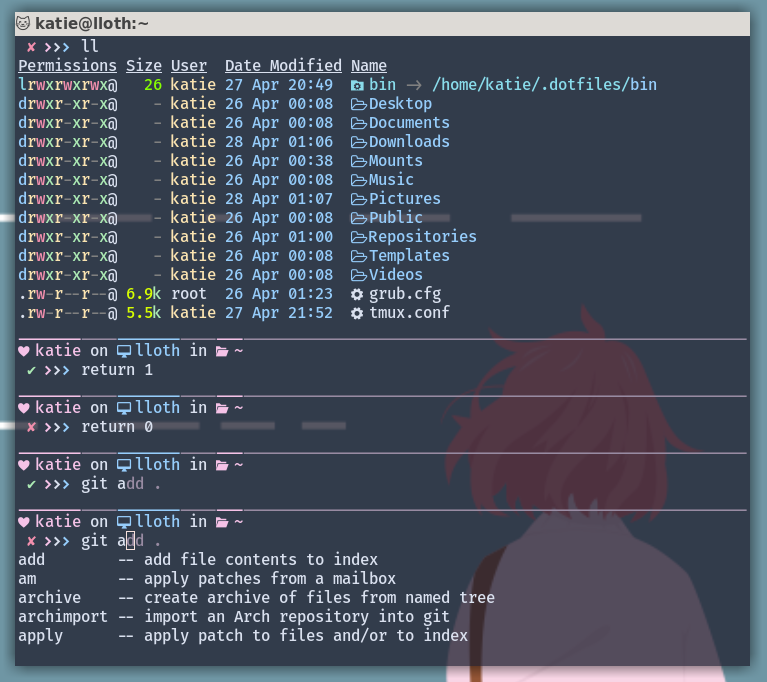 katie@lloth:~
✘ >>> ll
Permissions Size User Date Modified Name
lrwxrwxrwx@ 26 katie 27 Apr 20:49 bin -> /home/katie/.dotfiles/bin
drwxr-xr-x@ - katie 26 Apr 00:08 Desktop
drwxr-xr-x@ - katie 26 Apr 00:08 Documents
drwxr-xr-x@ - katie 28 Apr 01:06 Downloads
drwxr-xr-x@ - katie 26 Apr 00:38 Mounts
drwxr-xr-x@ - katie 26 Apr 00:08 Music
drwxr-xr-x@ - katie 28 Apr 01:07 Pictures
drwxr-xr-x@ - katie 26 Apr 00:08 Public
drwxr-xr-x@ - katie 26 Apr 01:00 Repositories
drwxr-xr-x@ - katie 26 Apr 00:08 Templates
drwxr-xr-x@ - katie 26 Apr 00:08 Videos
.rw-r--r--@ 6.9k root 26 Apr 01:23 grub.cfg
.rw-r--r--@ 5.5k katie 27 Apr 21:52 tmux.conf
♥ katie on lloth in ~
✔ >>> return 1
♥ katie on lloth in ~
✘ >>> return 0
♥ katie on lloth in ~
✔ >>> git add .
♥ katie on lloth in ~
✘ >>> git add .
add -- add file contents to index
am -- apply patches from a mailbox
archive -- create archive of files from named tree
archimport -- import an Arch repository into git
apply -- apply patch to files and/or to index